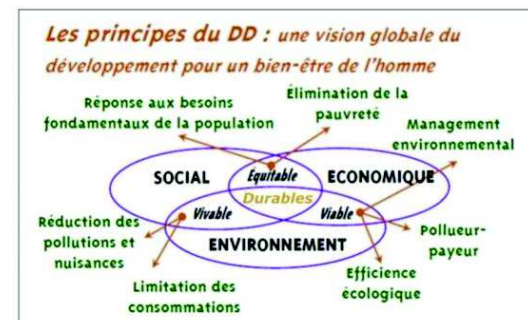 Les principes du DD : une vision globale du
développement pour un bien-être de l'homme
Réponse aux besoins
fondamentaux de la population
Élimination de la
pauvreté
Management
environnemental
SOCIAL
Equitable
ECONOMIQUE
Durables
Vivable
Viable
ENVIRONNEMENT
Réduction des
pollutions et
nuisances
Pollueur-
payeur
Limitation des
consommations
Efficience
écologique